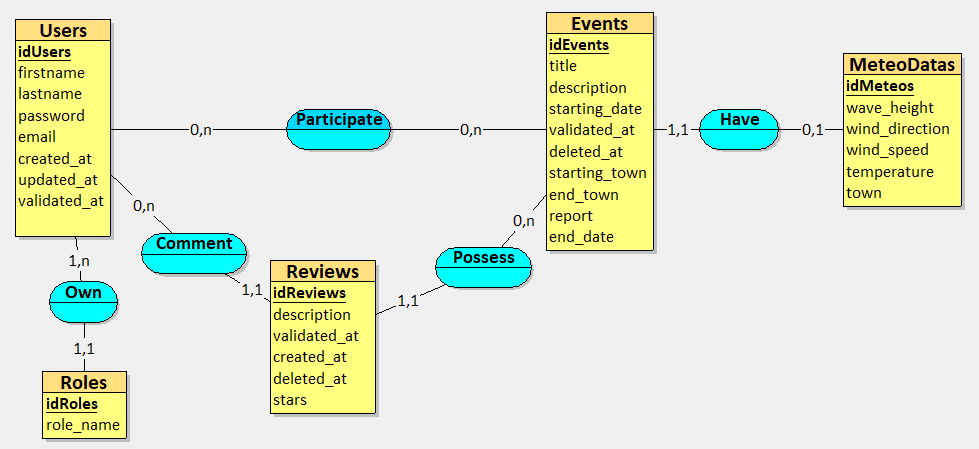 Users
idUsers
firstname
lastname
password
email
created_at
updated_at
validated_at
0,n
Participate
0,n
Events
idEvents
title
description
starting_date
validated_at
deleted_at
starting_town
end_town
report
end_date
1,1
Have
0,1
MeteoDatas
idMeteos
wave_height
wind_direction
wind_speed
temperature
town
0,n
Comment
1,1
Reviews
idReviews
description
validated_at
created_at
deleted_at
stars
1,1
Possess
0,n
1,n
Own
1,1
Roles
idRoles
role_name